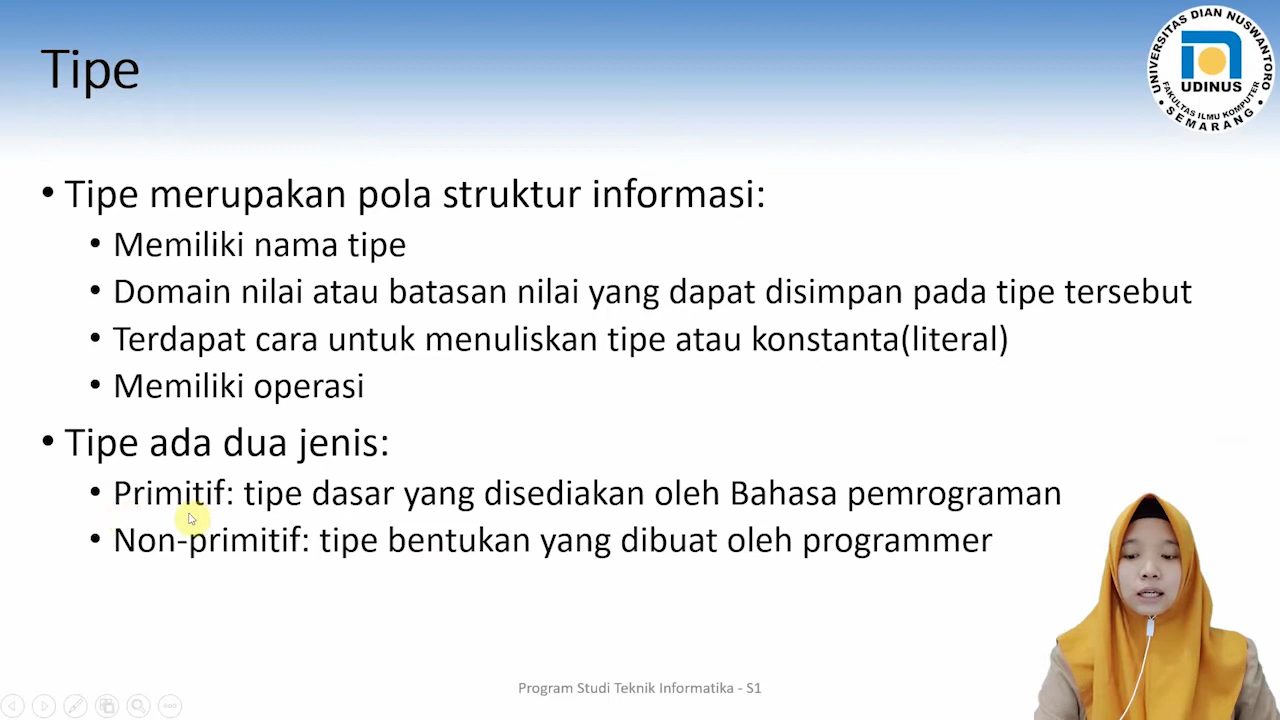 Tipe
UNIVERSITAS DIAN NUSWANTORO
UDINUS
FAKULTAS ILMU KOMPUTER
• SEMARANG •
• Tipe merupakan pola struktur informasi:
• Memiliki nama tipe
• Domain nilai atau batasan nilai yang dapat disimpan pada tipe tersebut
• Terdapat cara untuk menuliskan tipe atau konstanta(literal)
• Memiliki operasi
• Tipe ada dua jenis:
• Primitif: tipe dasar yang disediakan oleh Bahasa pemrograman
• Non-primitif: tipe bentukan yang dibuat oleh programmer
Program Studi Teknik Informatika - S1